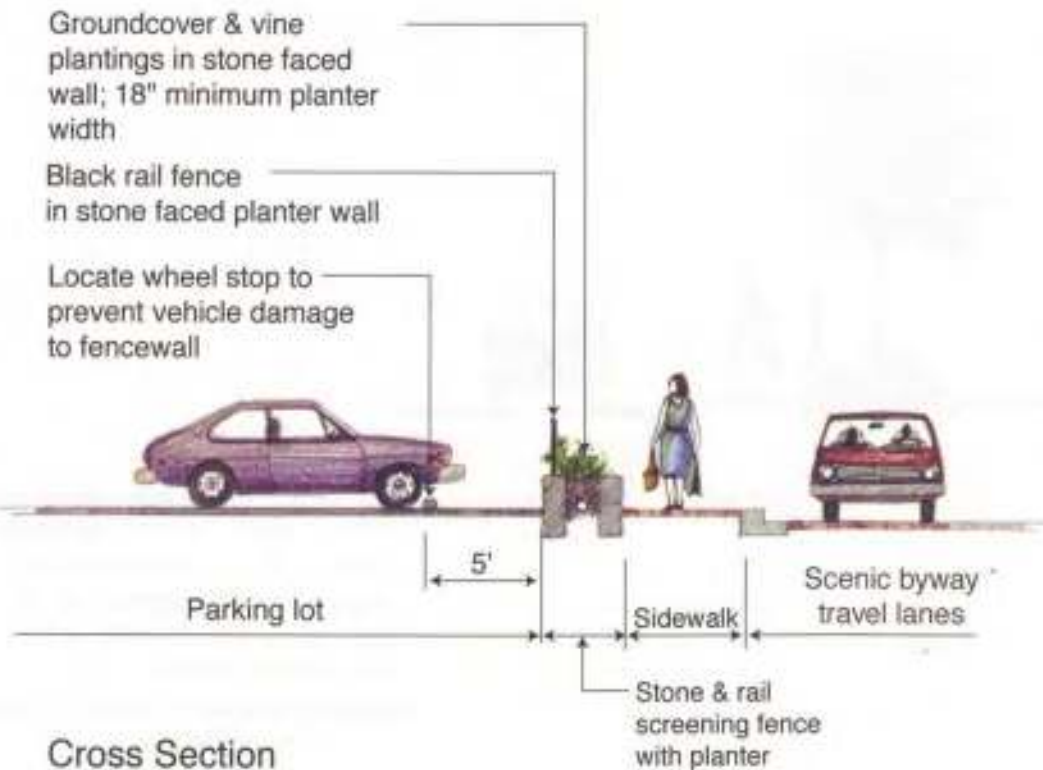 Groundcover & vine
plantings in stone faced
wall; 18" minimum planter
width
Black rail fence
in stone faced planter wall
Locate wheel stop to
prevent vehicle damage
to fencewall
5'
Parking lot
Sidewalk
Scenic byway
travel lanes
Stone & rail
screening fence
with planter
Cross Section